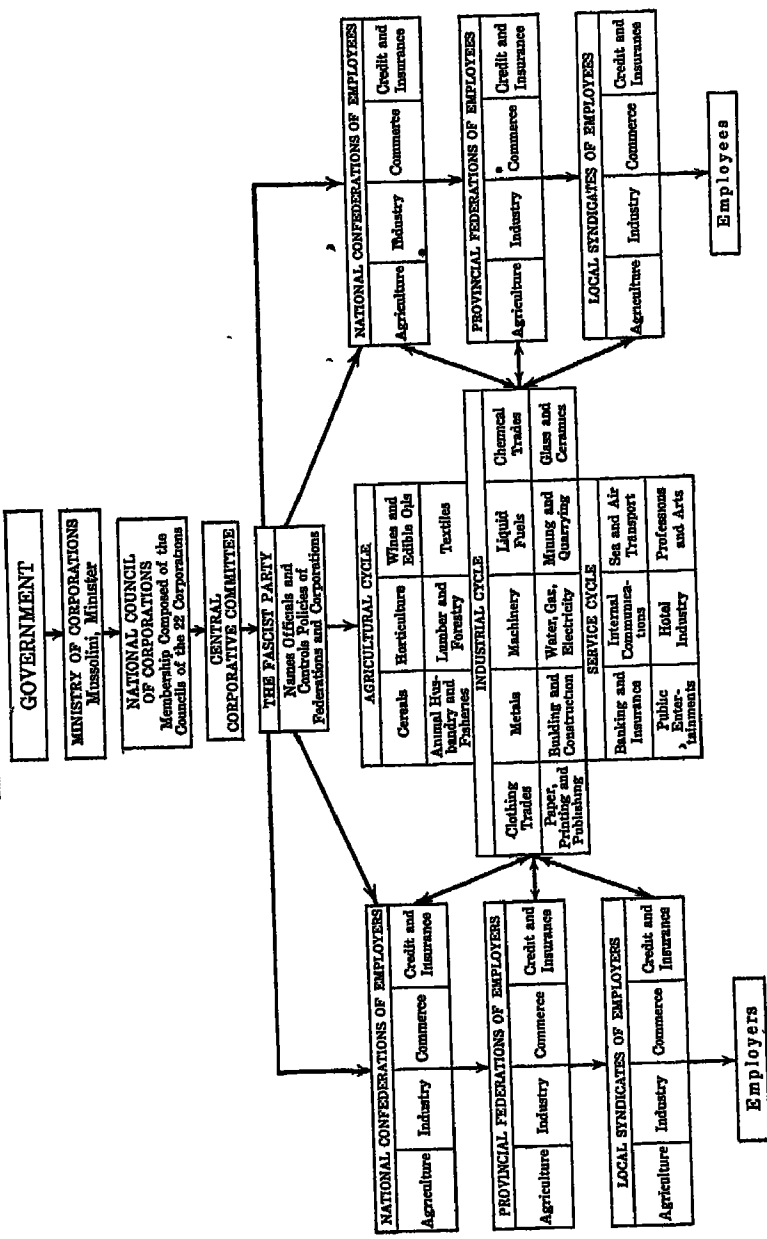 GOVERNMENT
MINISTRY OF CORPORATIONS
Mussolini, Minister
NATIONAL COUNCIL
OF CORPORATIONS
Membership Composed of the
Councils of the 22 Corporations
CENTRAL
CORPORATIVE COMMITTEE
THE FASCIST PARTY
Names Officials and
Controls Policies of
Federations and Corporations
NATIONAL CONFEDERATIONS OF EMPLOYERS
Agriculture
Industry
Commerce
Credit and
Insurance
PROVINCIAL FEDERATIONS OF EMPLOYERS
Agriculture
Industry
Commerce
Credit and
Insurance
LOCAL SYNDICATES OF EMPLOYERS
Agriculture
Industry
Commerce
Credit and
Insurance
Employers
AGRICULTURAL CYCLE
Cereals
Horticulture
Wines and
Edible Oils
Animal Hus-
bandry and
Fisheries
Lumber and
Forestry
Textiles
INDUSTRIAL CYCLE
Clothing
Trades
Metals
Machinery
Liquid
Fuels
Chemical
Trades
Paper,
Printing and
Publishing
Building and
Construction
Water, Gas,
Electricity
Mining and
Quarrying
Glass and
Ceramics
SERVICE CYCLE
Banking and
Insurance
Internal
Communica-
tions
Sea and Air
Transport
Public
Enter-
tainments
Hotel
Industry
Professions
and Arts
NATIONAL CONFEDERATIONS OF EMPLOYEES
Agriculture
Industry
Commerce
Credit and
Insurance
PROVINCIAL FEDERATIONS OF EMPLOYEES
Agriculture
Industry
Commerce
Credit and
Insurance
LOCAL SYNDICATES OF EMPLOYEES
Agriculture
Industry
Commerce
Credit and
Insurance
Employees